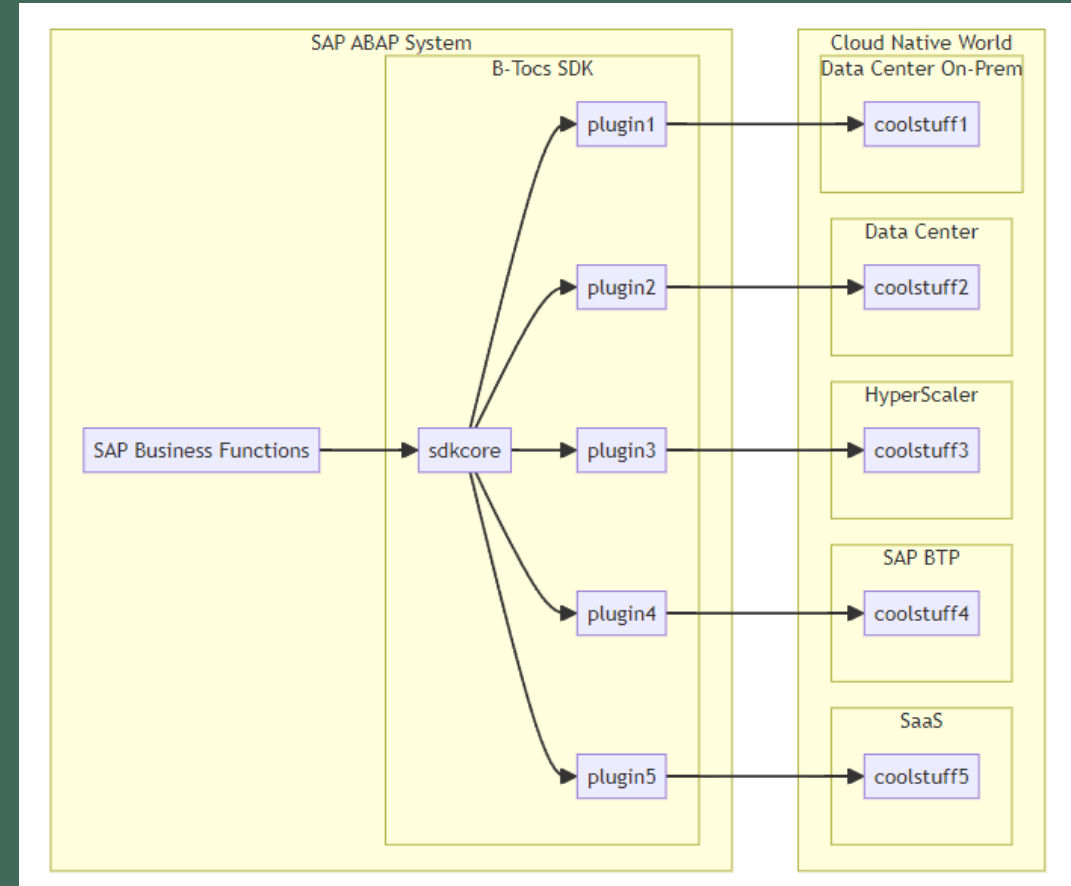 SAP ABAP System
B-Tocs SDK
SAP Business Functions
sdkcore
plugin1
plugin2
plugin3
plugin4
plugin5
Cloud Native World
Data Center On-Prem
coolstuff1
Data Center
coolstuff2
HyperScaler
coolstuff3
SAP BTP
coolstuff4
SaaS
coolstuff5